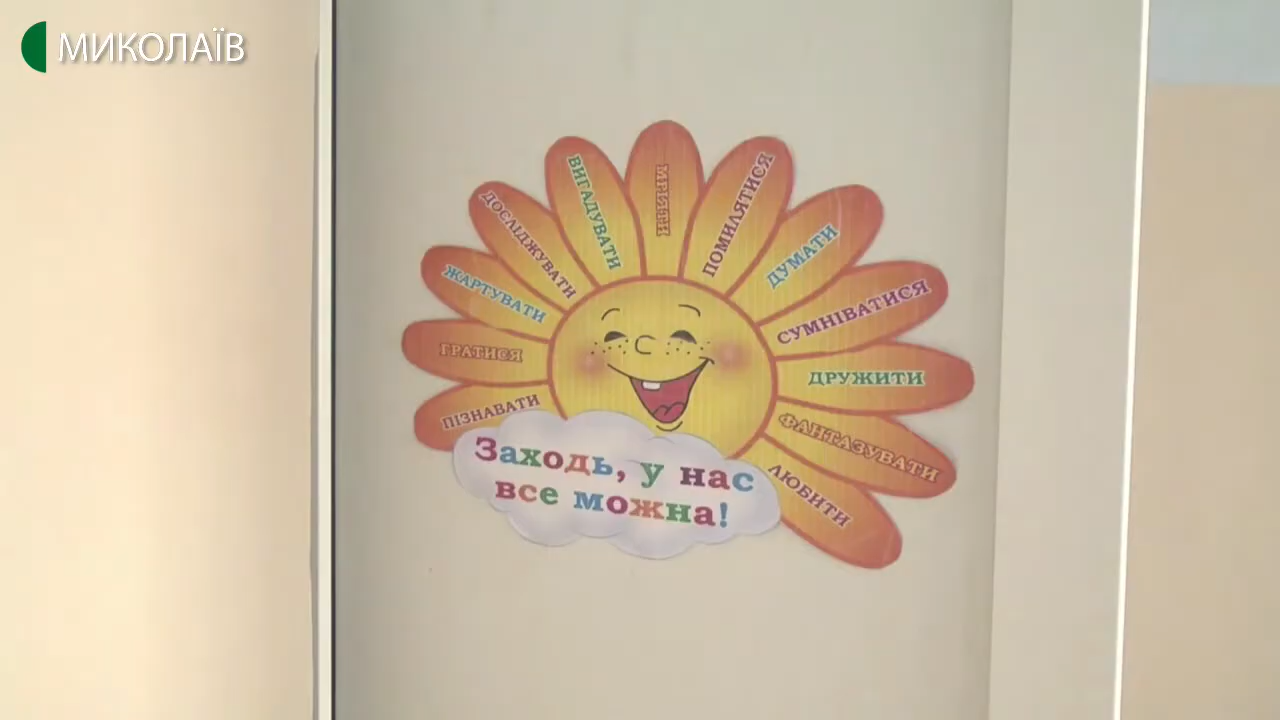 МИКОЛАЇВ
ПІЗНАВАТИ
ГРАТИСЯ
ЖАРТУВАТИ
ДОСЛІДЖУВАТИ
ВИГАДУВАТИ
МРІЯТИ
ПОМИЛЯТИСЯ
ДУМАТИ
СУМНІВАТИСЯ
ДРУЖИТИ
ФАНТАЗУВАТИ
ЛЮБИТИ
Заходь, у нас
все можна!